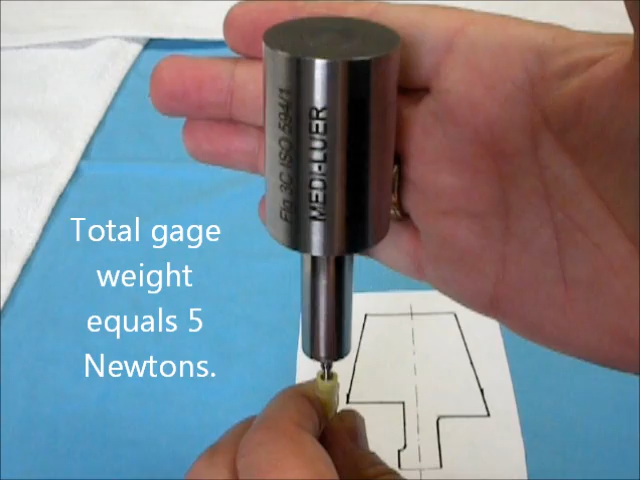 Fig 3C ISO 594/1
MEDI-LUER
Total gage
weight
equals 5
Newtons.